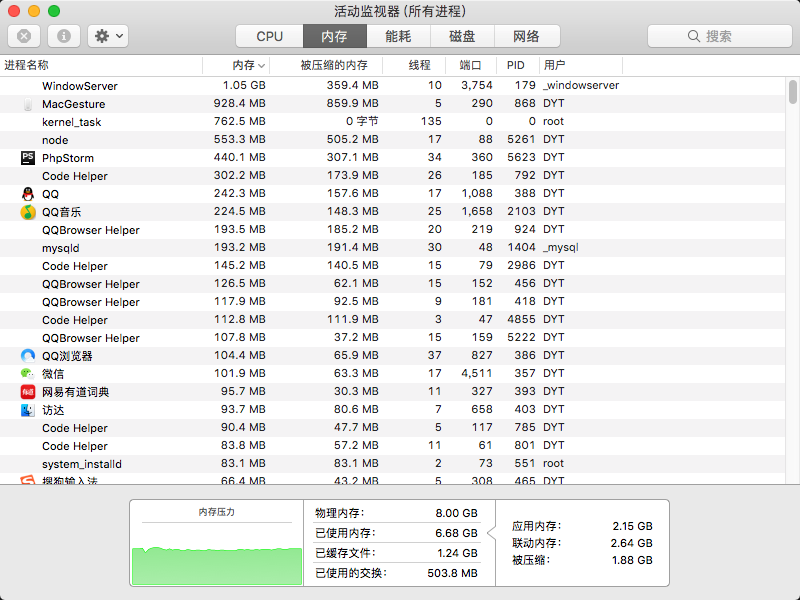 活动监视器 (所有进程)
CPU 内存 能耗 磁盘 网络 搜索
进程名称 内存 被压缩的内存 线程 端口 PID 用户
WindowServer 1.05 GB 359.4 MB 10 3,754 179 _windowserver
MacGesture 928.4 MB 859.9 MB 5 290 868 DYT
kernel_task 762.5 MB 0 字节 135 0 0 root
node 553.3 MB 505.2 MB 17 88 5261 DYT
PS PhpStorm 440.1 MB 307.1 MB 34 360 5623 DYT
Code Helper 302.2 MB 173.9 MB 26 185 792 DYT
QQ 242.3 MB 157.6 MB 17 1,088 388 DYT
QQ音乐 224.5 MB 148.3 MB 25 1,658 2103 DYT
QQBrowser Helper 193.5 MB 185.2 MB 20 219 924 DYT
mysqld 193.2 MB 191.4 MB 30 48 1404 _mysql
Code Helper 145.2 MB 140.5 MB 15 79 2986 DYT
QQBrowser Helper 126.5 MB 62.1 MB 15 152 456 DYT
QQBrowser Helper 117.9 MB 92.5 MB 9 181 418 DYT
Code Helper 112.8 MB 111.9 MB 3 47 4855 DYT
QQBrowser Helper 107.8 MB 37.2 MB 15 159 5222 DYT
QQ浏览器 104.4 MB 65.9 MB 37 827 386 DYT
微信 101.9 MB 63.3 MB 17 4,511 357 DYT
有道 网易有道词典 95.7 MB 30.3 MB 11 327 393 DYT
访达 93.7 MB 80.6 MB 7 658 403 DYT
Code Helper 90.4 MB 47.7 MB 5 117 785 DYT
Code Helper 83.8 MB 57.2 MB 11 61 801 DYT
system_installd 83.1 MB 83.1 MB 2 73 551 root
搜狗输入法 66.4 MB 43.2 MB 5 308 465 DYT
内存压力
物理内存： 8.00 GB
已使用内存： 6.68 GB
已缓存文件： 1.24 GB
已使用的交换： 503.8 MB
应用内存： 2.15 GB
联动内存： 2.64 GB
被压缩： 1.88 GB